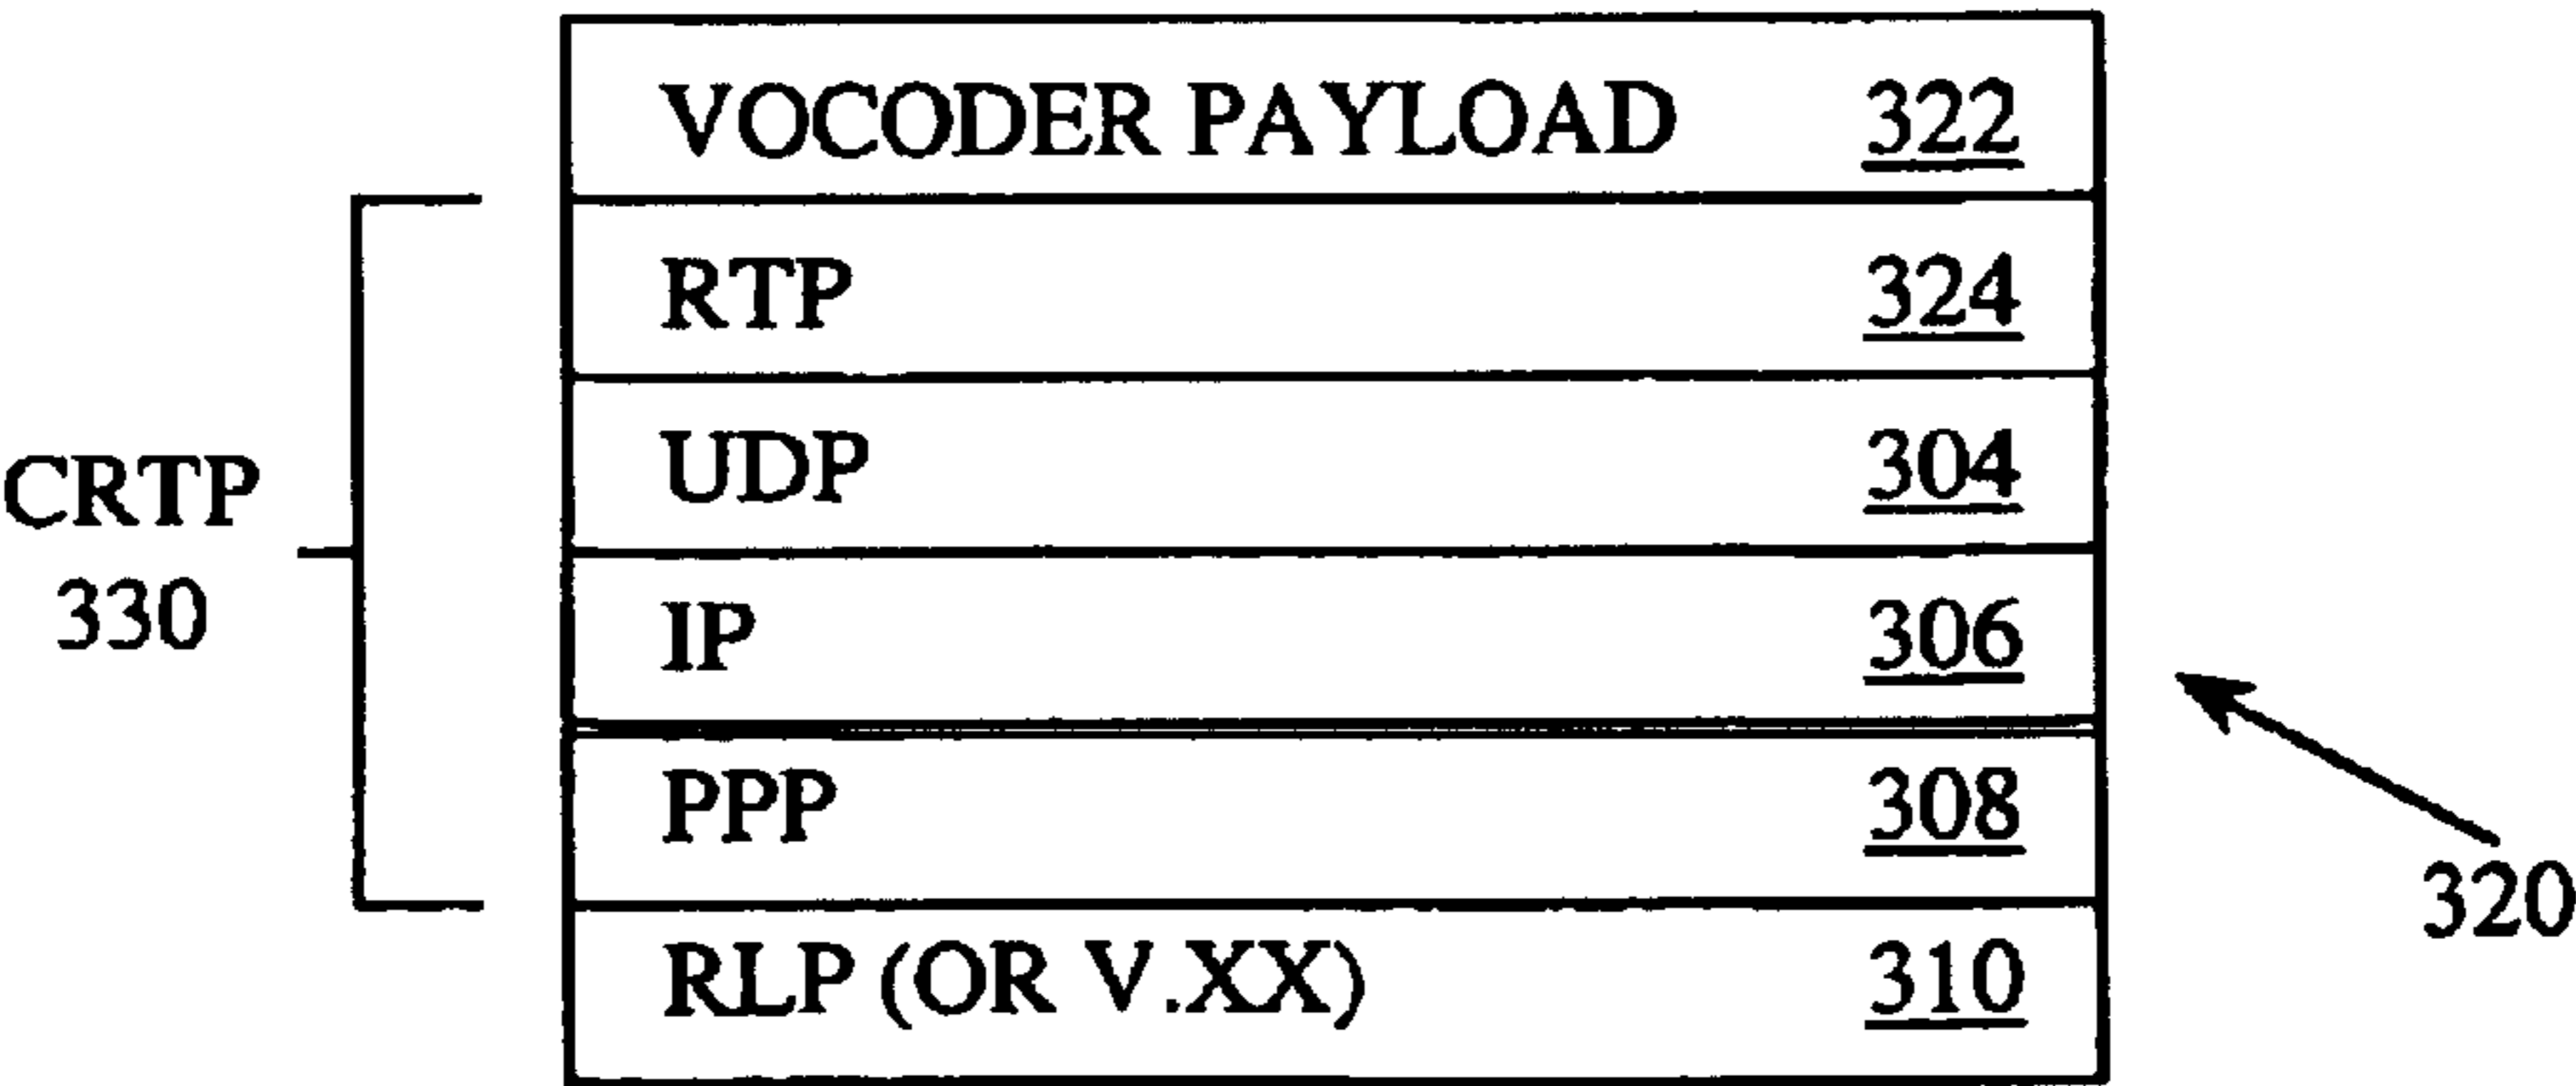 VOCODER PAYLOAD 322
RTP 324
UDP 304
IP 306
PPP 308
RLP (OR V.XX) 310
CRTP
330
320